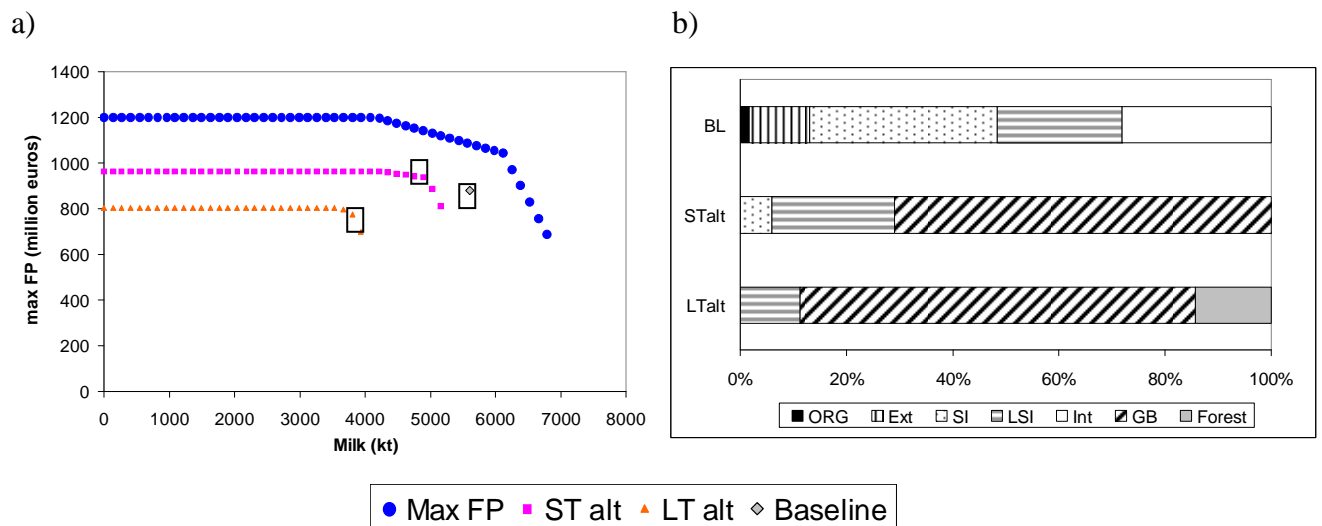 a)
b)
max FP (million euros)
1400
1200
1000
800
600
400
200
0
0 1000 2000 3000 4000 5000 6000 7000 8000
Milk (kt)
BL
STalt
LTalt
0% 20% 40% 60% 80% 100%
ORG Ext SI LSI Int GB Forest
Max FP ST alt LT alt Baseline